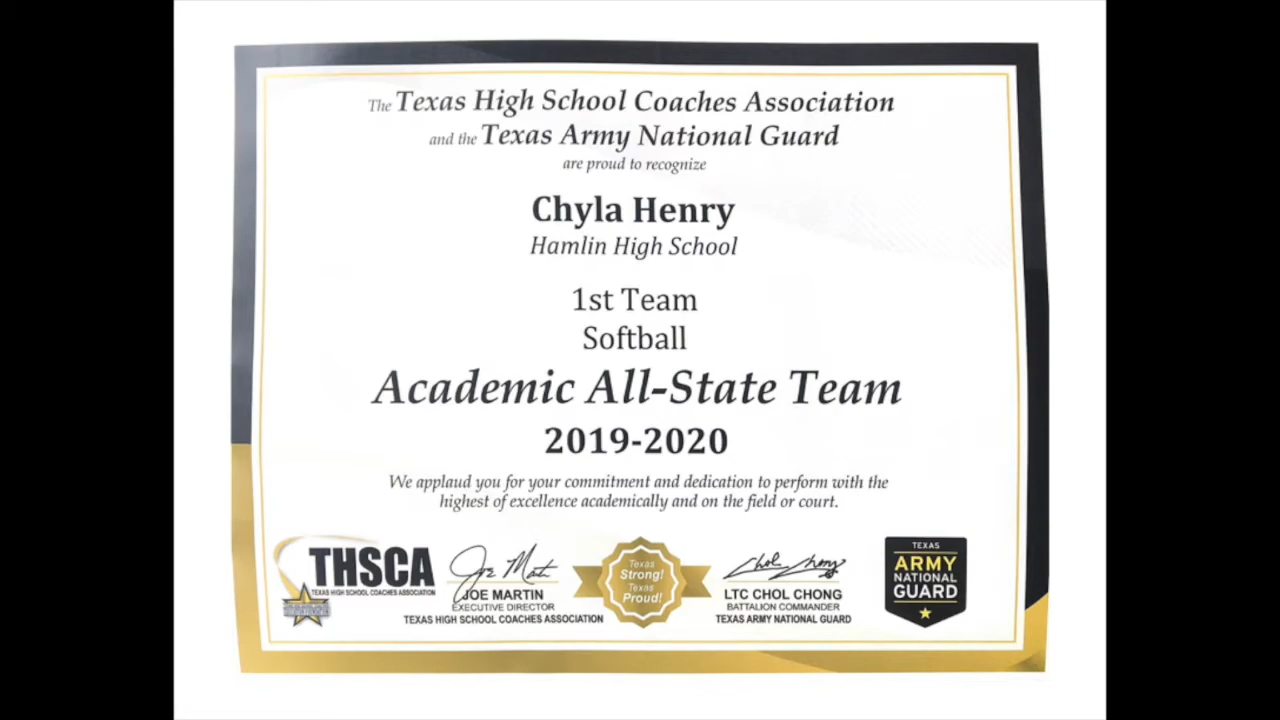 The Texas High School Coaches Association
and the Texas Army National Guard
are proud to recognize
Chyla Henry
Hamlin High School
1st Team
Softball
Academic All-State Team
2019-2020
We applaud you for your commitment and dedication to perform with the
highest of excellence academically and on the field or court.
THSCA
TEXAS HIGH SCHOOL COACHES ASSOCIATION
JOE MARTIN
EXECUTIVE DIRECTOR
TEXAS HIGH SCHOOL COACHES ASSOCIATION
Texas
Strong!
Texas
Proud!
LTC CHOL CHONG
BATTALION COMMANDER
TEXAS ARMY NATIONAL GUARD
TEXAS
ARMY
NATIONAL
GUARD